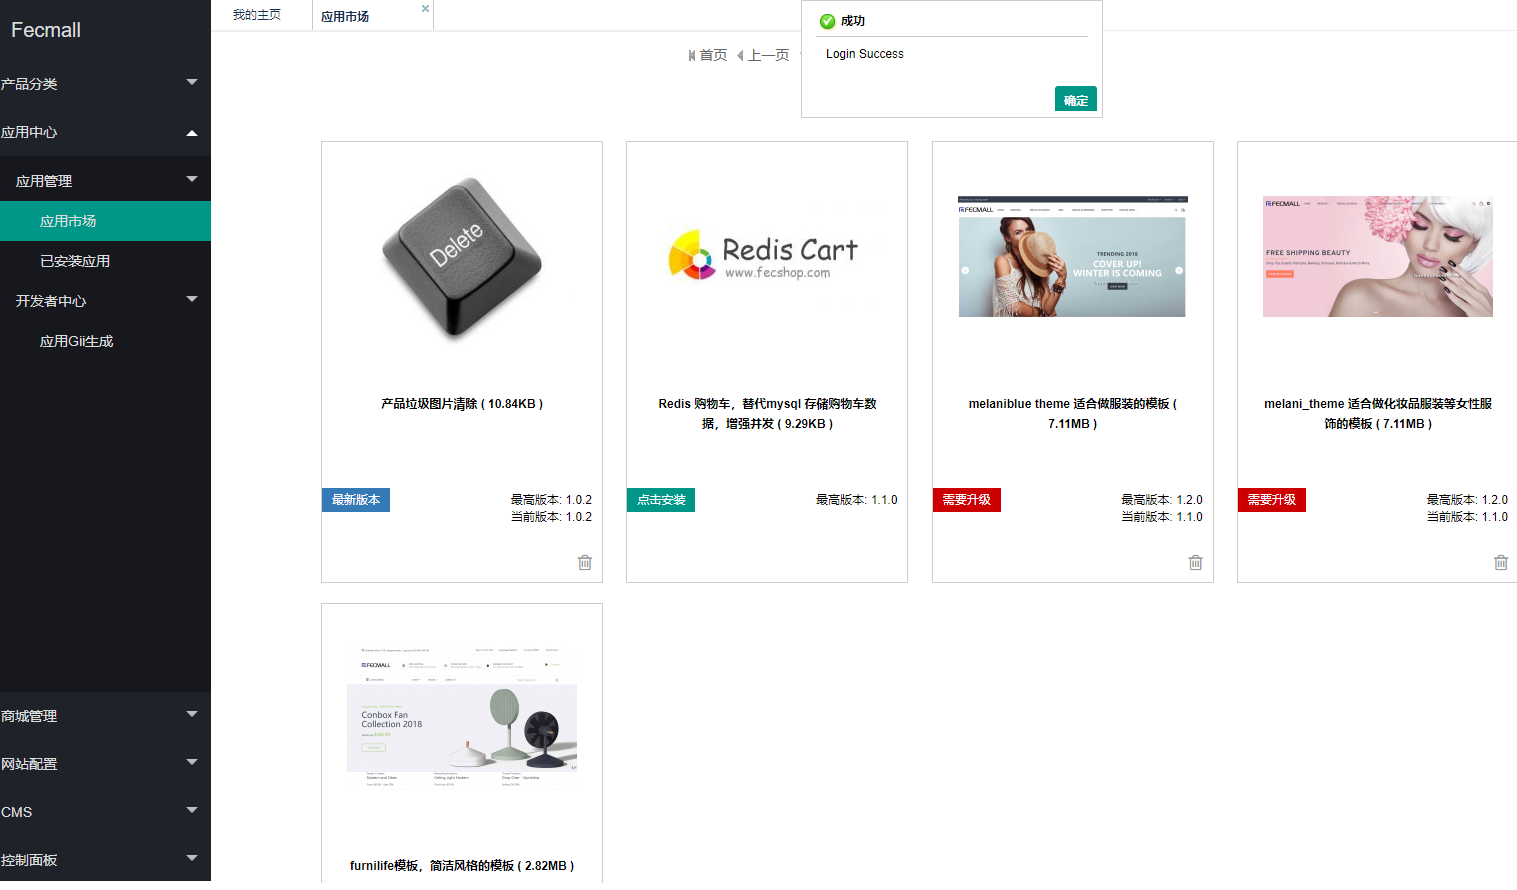 Fecmall
产品分类
应用中心
应用管理
应用市场
已安装应用
开发者中心
应用Gii生成
商城管理
网站配置
CMS
控制面板
我的主页
应用市场
首页 上一页
成功
Login Success
确定
Delete
产品垃圾图片清除 ( 10.84KB )
最新版本
最高版本: 1.0.2
当前版本: 1.0.2
Redis Cart
www.fecshop.com
Redis 购物车，替代mysql 存储购物车数
据，增强并发 ( 9.29KB )
点击安装
最高版本: 1.1.0
FECMALL
TRENDING 2018
COVER UP!
WINTER IS COMING
melaniblue theme 适合做服装的模板 (
7.11MB )
需要升级
最高版本: 1.2.0
当前版本: 1.1.0
FECMALL
FREE SHIPPING BEAUTY
melani_theme 适合做化妆品服装等女性服
饰的模板 ( 7.11MB )
需要升级
最高版本: 1.2.0
当前版本: 1.1.0
FECMALL
Conbox Fan
Collection 2018
furnilife模板，简洁风格的模板 ( 2.82MB )